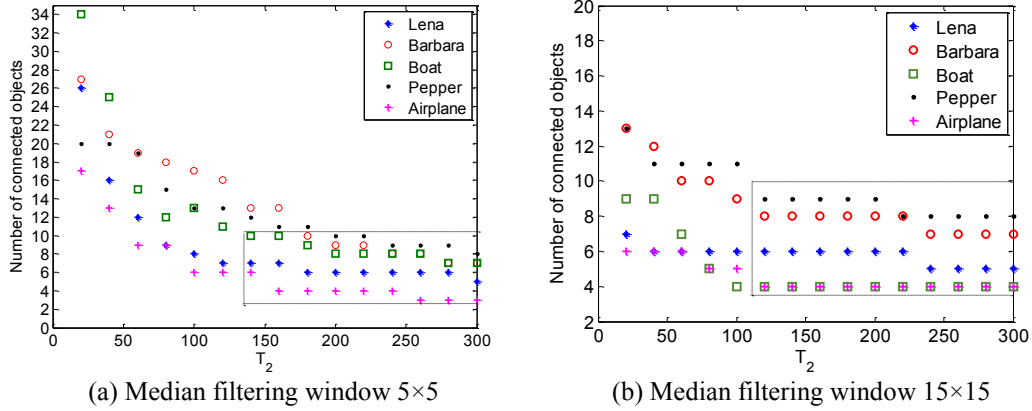 34
32
30
28
26
24
22
20
18
16
14
12
10
8
6
4
2
0
Number of connected objects
Lena
Barbara
Boat
Pepper
Airplane
0 50 100 150 200 250 300
T2
(a) Median filtering window 5×5
20
18
16
14
12
10
8
6
4
2
Number of connected objects
Lena
Barbara
Boat
Pepper
Airplane
0 50 100 150 200 250 300
T2
(b) Median filtering window 15×15